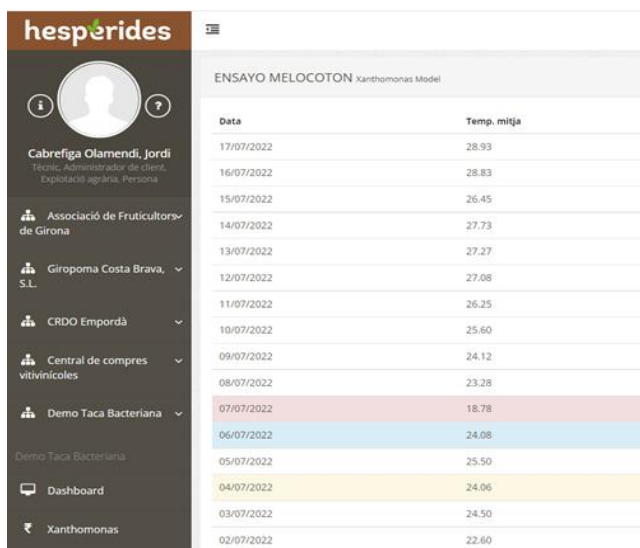 hesperides
ENSAYO MELOCOTON Xanthomonas Model
i
?
Cabrefiga Olamendi, Jordi
Tècnic, Administrador de client,
Explotació agrària, Persona
Associació de Fruticultors
de Girona
Giropoma Costa Brava,
S.L.
CRDO Empordà
Central de compres
vitivinícoles
Demo Taca Bacteriana
Demo Taca Bacteriana
Dashboard
₹ Xanthomonas
Data Temp. mitja
17/07/2022 28.93
16/07/2022 28.83
15/07/2022 26.45
14/07/2022 27.73
13/07/2022 27.27
12/07/2022 27.08
11/07/2022 26.25
10/07/2022 25.60
09/07/2022 24.12
08/07/2022 23.28
07/07/2022 18.78
06/07/2022 24.08
05/07/2022 25.50
04/07/2022 24.06
03/07/2022 24.50
02/07/2022 22.60